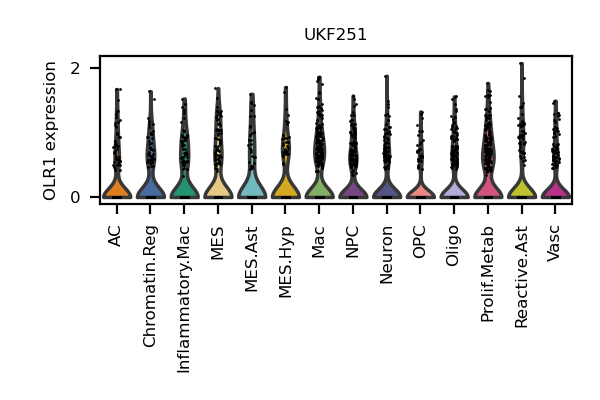 UKF251
OLR1 expression
2
0
AC
Chromatin.Reg
Inflammatory.Mac
MES
MES.Ast
MES.Hyp
Mac
NPC
Neuron
OPC
Oligo
Prolif.Metab
Reactive.Ast
Vasc